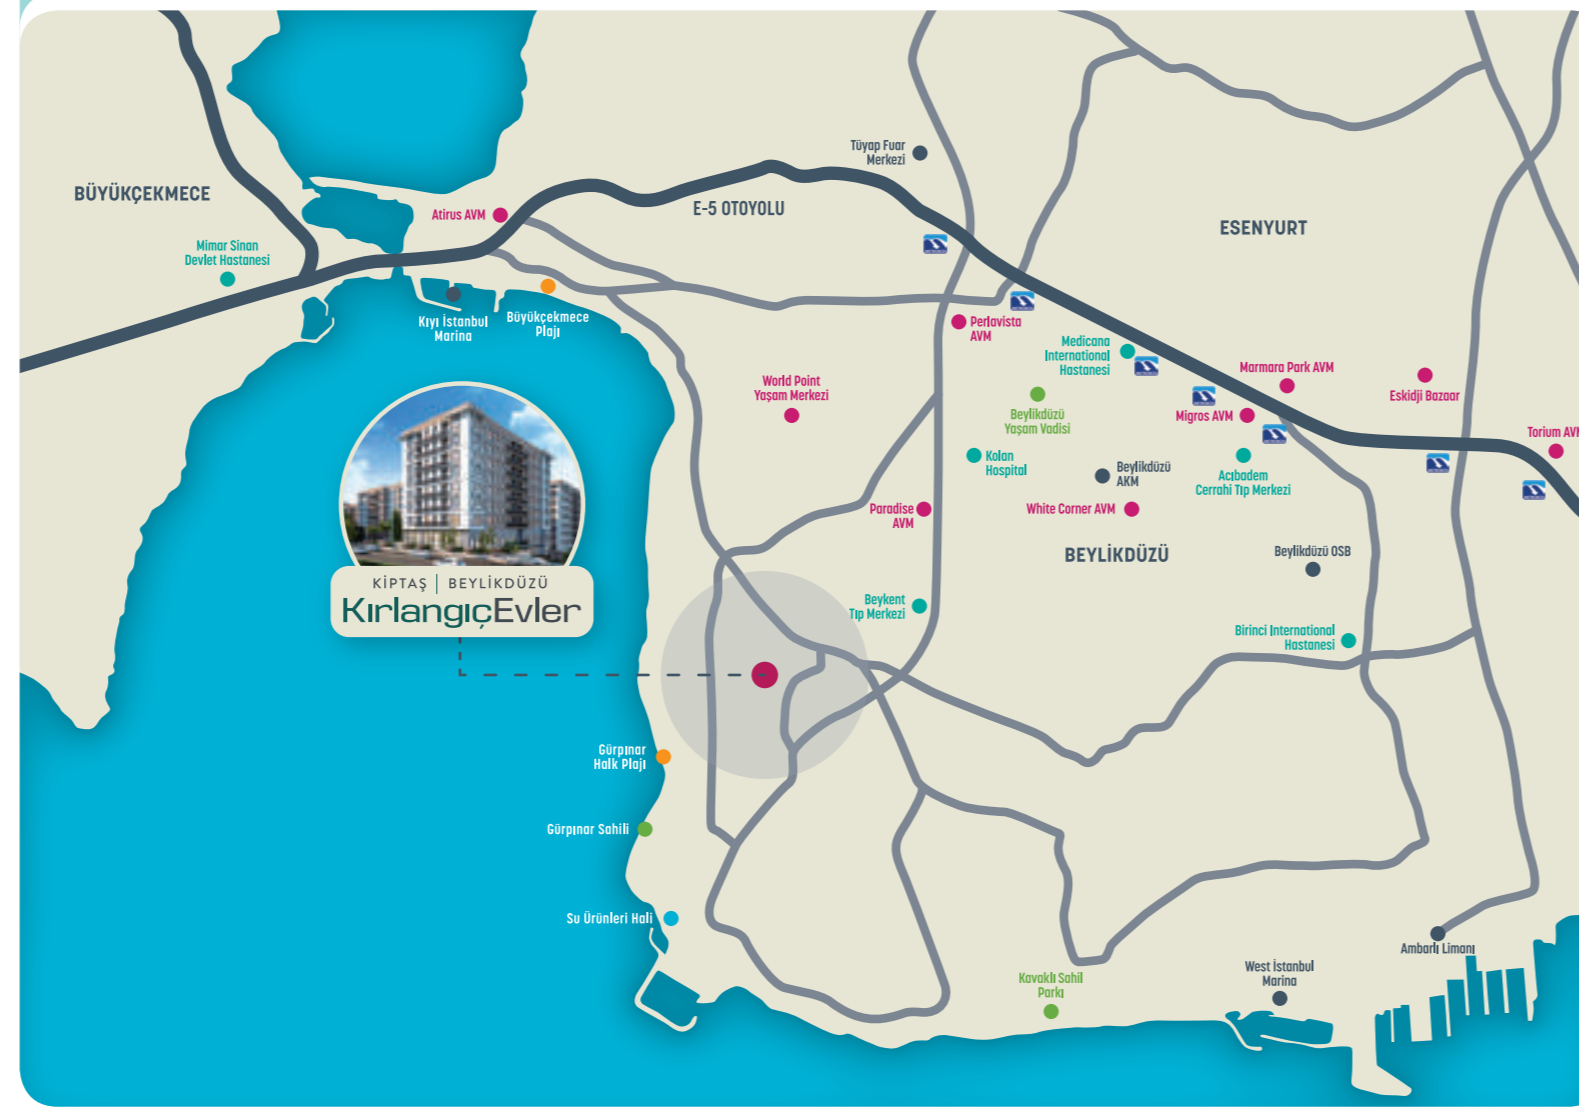 Tüyap Fuar
Merkezi
BÜYÜKÇEKMECE
E-5 OTOYOLU
Atirus AVM
ESENYURT
Mimar Sinan
Devlet Hastanesi
Kıyı İstanbul
Marina
Büyükçekmece
Plajı
Perlavista
AVM
Medicana
International
Hastanesi
Marmara Park AVM
Eskidji Bazaar
World Point
Yaşam Merkezi
Beylikdüzü
Yaşam Vadisi
Migros AVM
Torium AVM
Kolan
Hospital
Beylikdüzü
AKM
Acıbadem
Cerrahi Tıp Merkezi
Paradise
AVM
White Corner AVM
BEYLİKDÜZÜ
Beylikdüzü OSB
KİPTAŞ | BEYLİKDÜZÜ
KırlangıçEvler
Beykent
Tıp Merkezi
Birinci International
Hastanesi
Gürpınar
Halk Plajı
Gürpınar Sahili
Su Ürünleri Hali
Ambarlı Limanı
West İstanbul
Marina
Kavaklı Sahil
Parkı